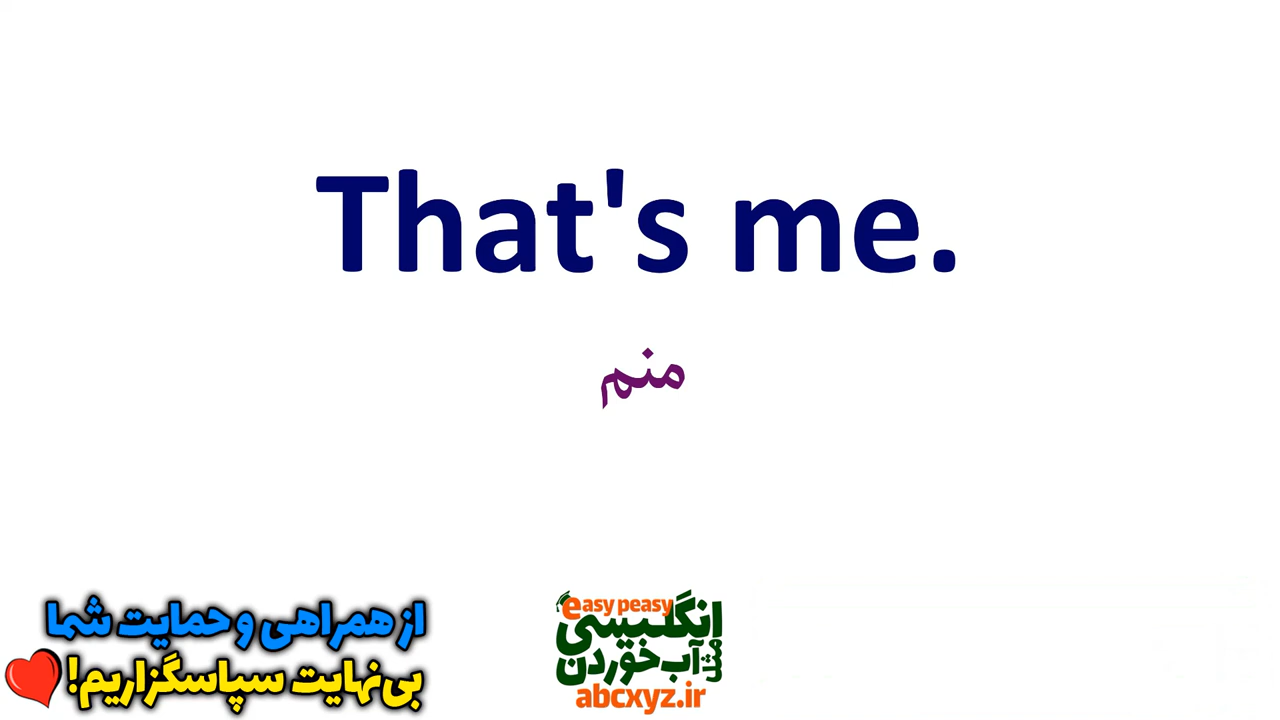 That's me.
منم
از همراهی و حمایت شما
بی‌نهایت سپاسگزاریم!
easy peasy
انگلیسی
مثل آب خوردن
abcxyz.ir